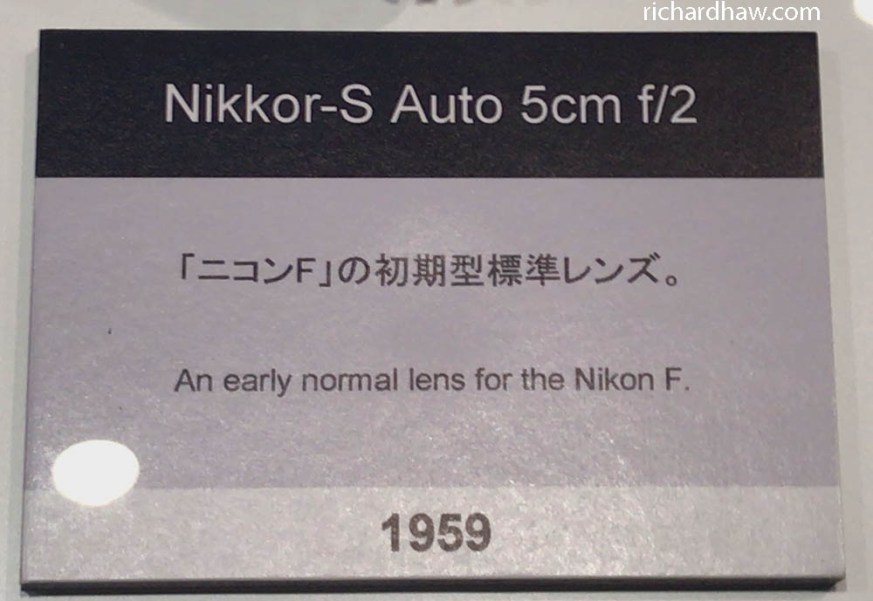 richardhaw.com
Nikkor-S Auto 5cm f/2
「ニコンF」の初期型標準レンズ。
An early normal lens for the Nikon F.
1959